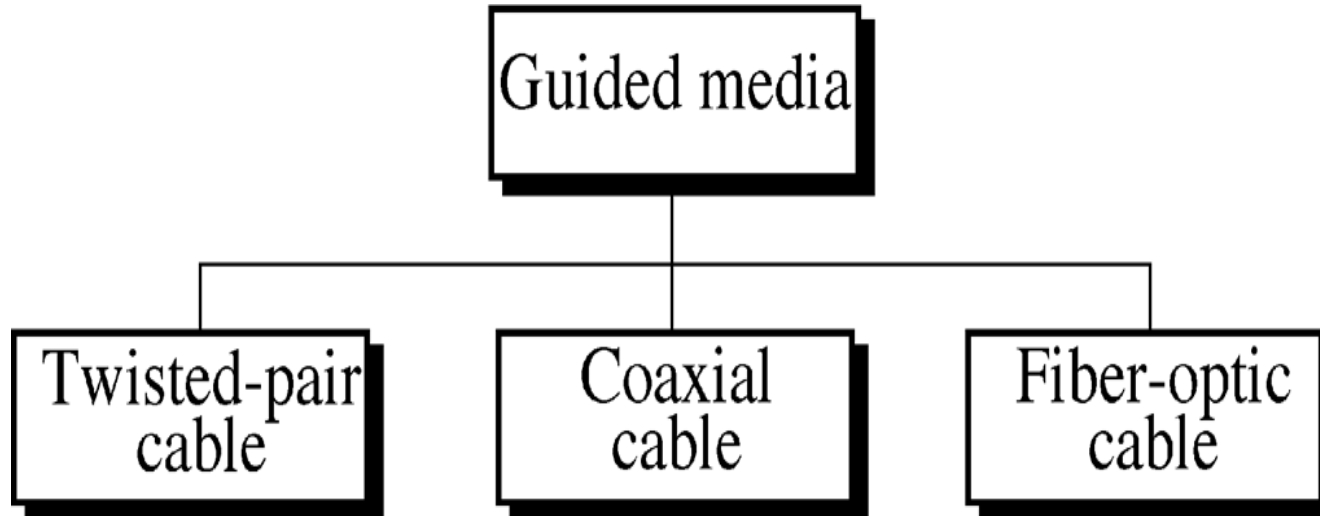 Guided media
Twisted-pair
cable
Coaxial
cable
Fiber-optic
cable